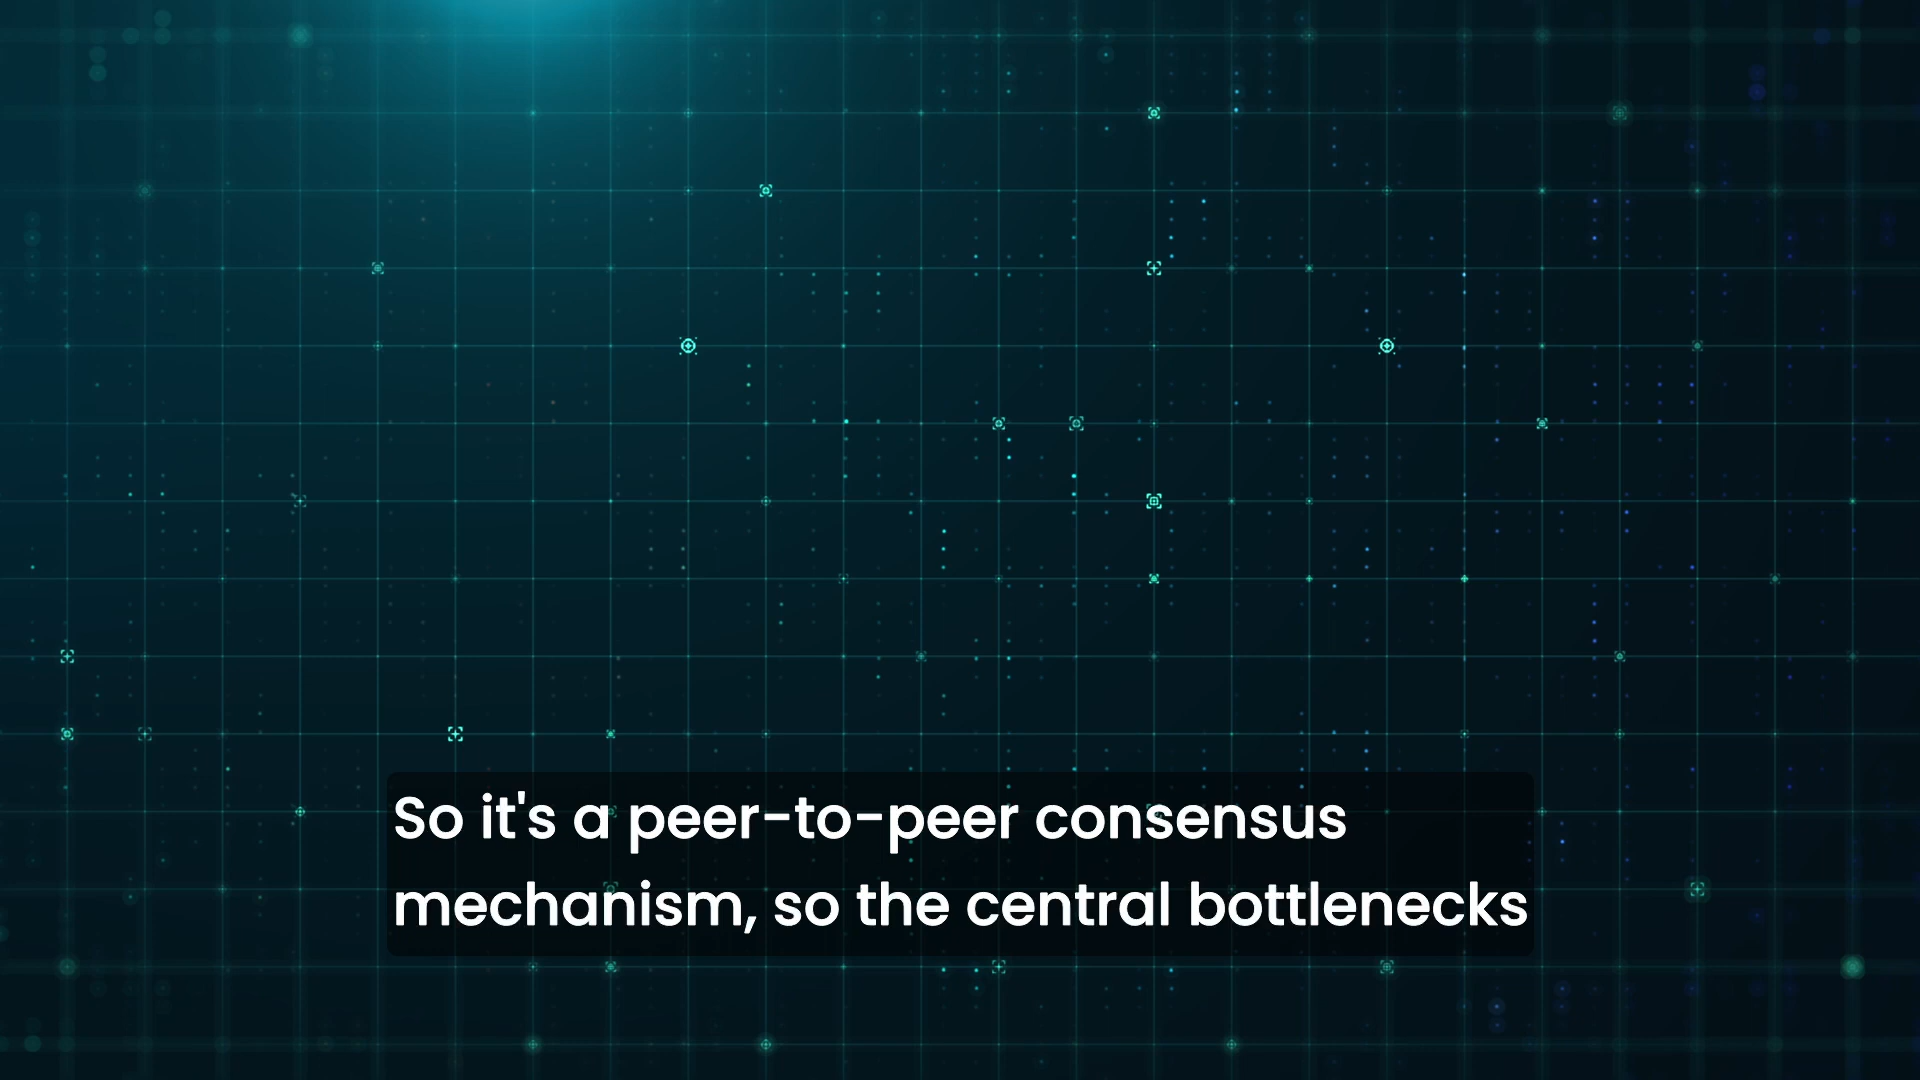 So it's a peer-to-peer consensus
mechanism, so the central bottlenecks